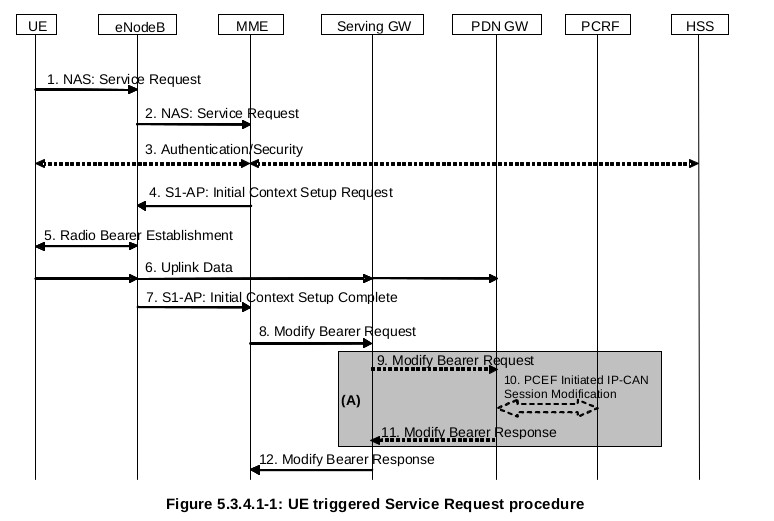 UE eNodeB MME Serving GW PDN GW PCRF HSS
1. NAS: Service Request
2. NAS: Service Request
3. Authentication/Security
4. S1-AP: Initial Context Setup Request
5. Radio Bearer Establishment
6. Uplink Data
7. S1-AP: Initial Context Setup Complete
8. Modify Bearer Request
9. Modify Bearer Request
10. PCEF Initiated IP-CAN
Session Modification
(A)
11. Modify Bearer Response
12. Modify Bearer Response
Figure 5.3.4.1-1: UE triggered Service Request procedure